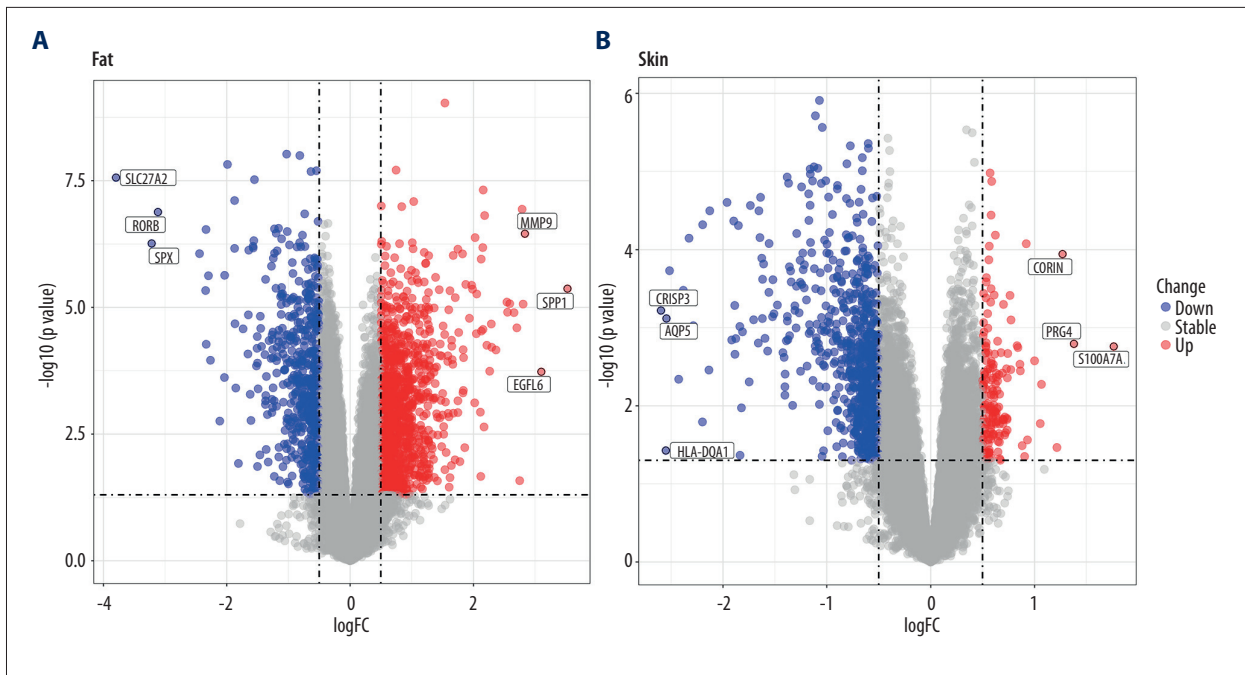 A
Fat
-log10 (p value)
7.5
5.0
2.5
0.0
SLC27A2
RORB
SPX
MMP9
SPP1
EGFL6
-4
-2
0
2
logFC
B
Skin
-log10 (p value)
6
4
2
0
CRISP3
AQP5
HLA-DQA1
CORIN
PRG4
S100A7A.
-2
-1
0
1
logFC
Change
Down
Stable
Up